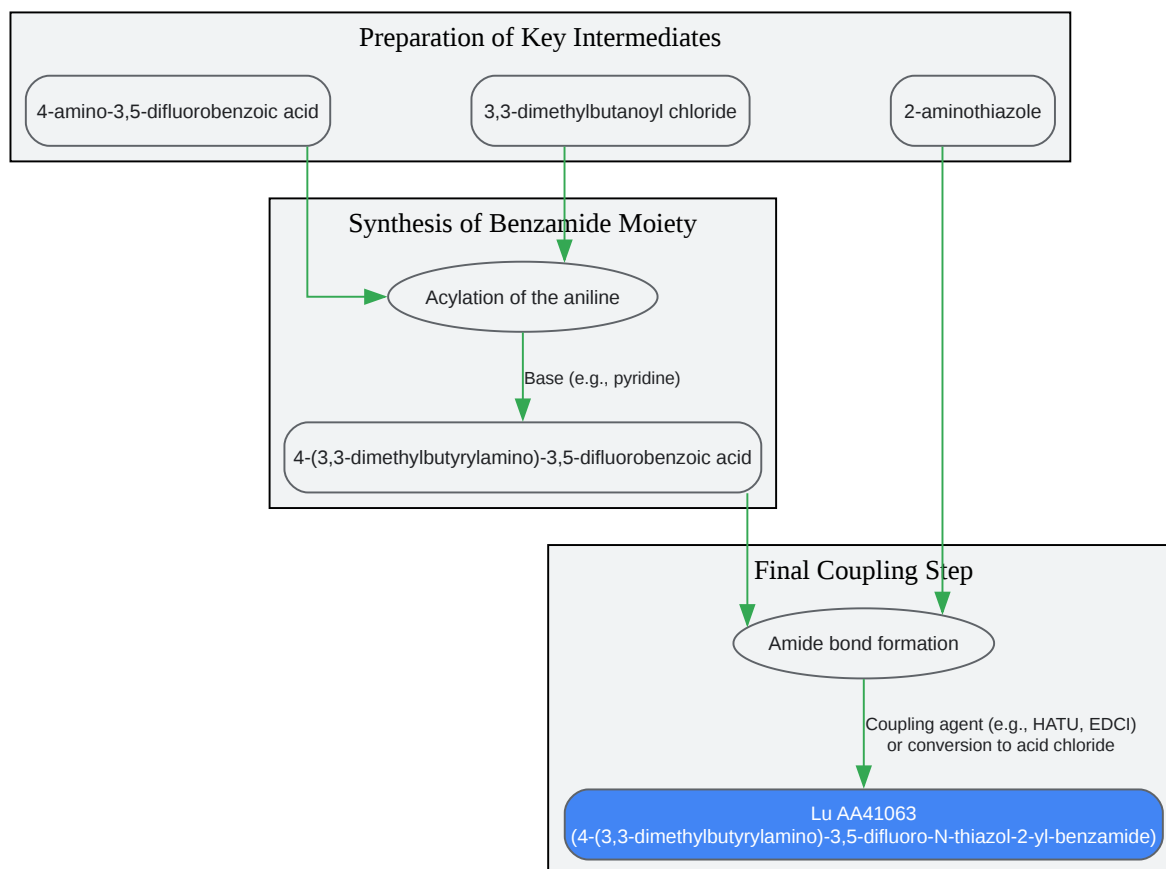 Preparation of Key Intermediates
4-amino-3,5-difluorobenzoic acid
3,3-dimethylbutanoyl chloride
2-aminothiazole
Synthesis of Benzamide Moiety
Acylation of the aniline
Base (e.g., pyridine)
4-(3,3-dimethylbutyrylamino)-3,5-difluorobenzoic acid
Final Coupling Step
Amide bond formation
Coupling agent (e.g., HATU, EDCI)
or conversion to acid chloride
Lu AA41063
(4-(3,3-dimethylbutyrylamino)-3,5-difluoro-N-thiazol-2-yl-benzamide)